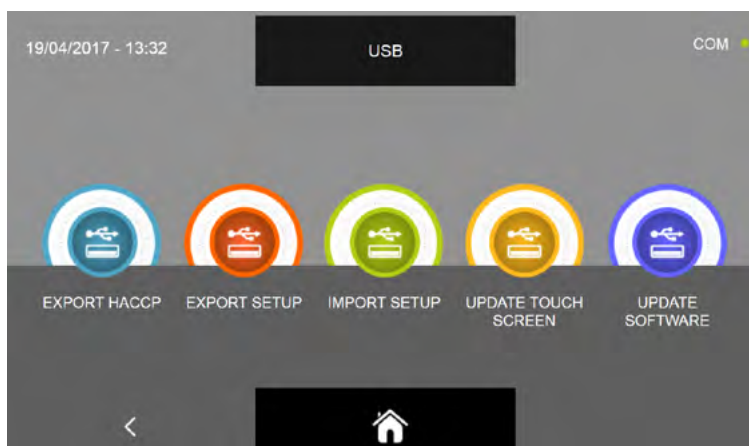 19/04/2017 - 13:32
USB
COM
EXPORT HACCP
EXPORT SETUP
IMPORT SETUP
UPDATE TOUCH
SCREEN
UPDATE
SOFTWARE